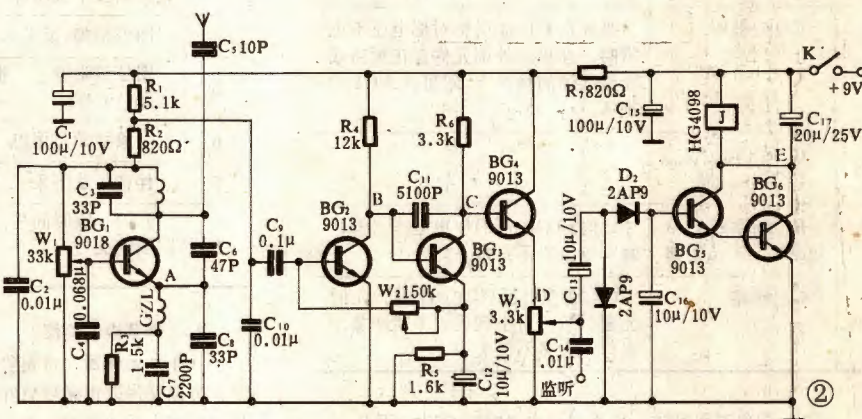 C₅ 10P
K
+9V
R₁
5.1k
R₂
820Ω
C₁
100μ/10V
C₃
33P
W₁
33k
BG₁
9018
A
C₂
0.01μ
C₄
0.068μ
GZL
R₃
1.5k
C₇
2200P
C₆
47P
C₈
33P
C₉
0.1μ
C₁₀
0.01μ
R₄
12k
BG₂
9013
B
C₁₁
5100P
R₆
3.3k
C
BG₃
9013
W₂150k
R₅
1.6k
C₁₂
10μ/10V
BG₄
9013
W₃
3.3k
D
C₁₃
10μ/10V
C₁₄
.01μ
监听
R₇820Ω
C₁₅
100μ/10V
D₂
2AP9
2AP9
C₁₆
10μ/10V
HG4098
J
BG₅
9013
E
BG₆
9013
C₁₇
20μ/25V
②